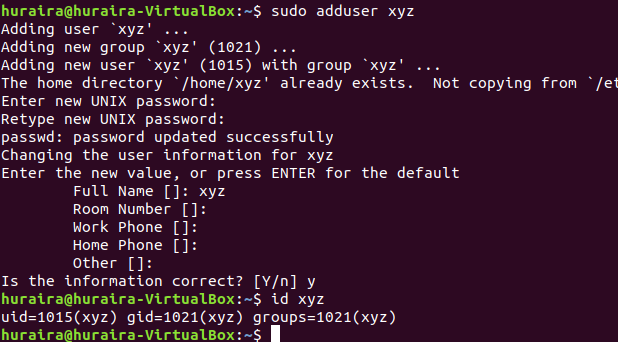 huraira@huraira-VirtualBox:~$ sudo adduser xyz
Adding user `xyz' ...
Adding new group `xyz' (1021) ...
Adding new user `xyz' (1015) with group `xyz' ...
The home directory `/home/xyz' already exists.  Not copying from `/et
Enter new UNIX password:
Retype new UNIX password:
passwd: password updated successfully
Changing the user information for xyz
Enter the new value, or press ENTER for the default
        Full Name []: xyz
        Room Number []:
        Work Phone []:
        Home Phone []:
        Other []:
Is the information correct? [Y/n] y
huraira@huraira-VirtualBox:~$ id xyz
uid=1015(xyz) gid=1021(xyz) groups=1021(xyz)
huraira@huraira-VirtualBox:~$